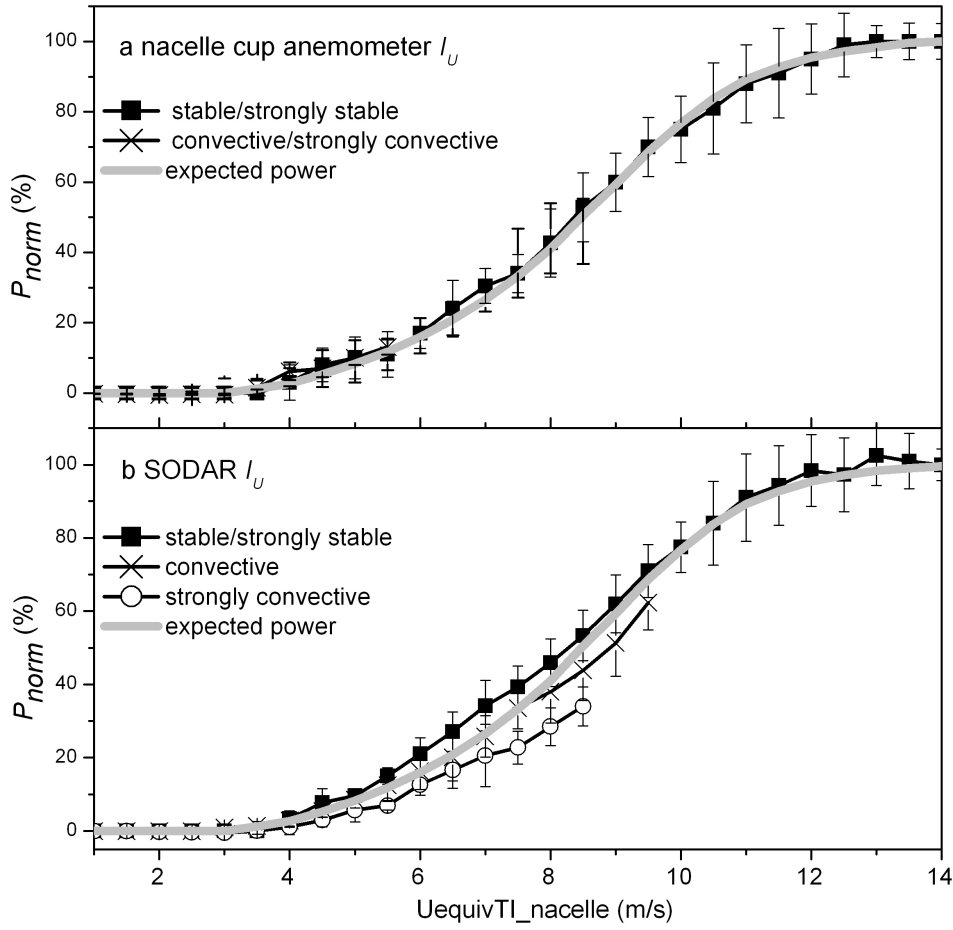 a nacelle cup anemometer I_U
stable/strongly stable
convective/strongly convective
expected power
100
80
60
40
20
0
P_norm (%)
b SODAR I_U
stable/strongly stable
convective
strongly convective
expected power
100
80
60
40
20
0
P_norm (%)
2 4 6 8 10 12 14
UequivTI_nacelle (m/s)